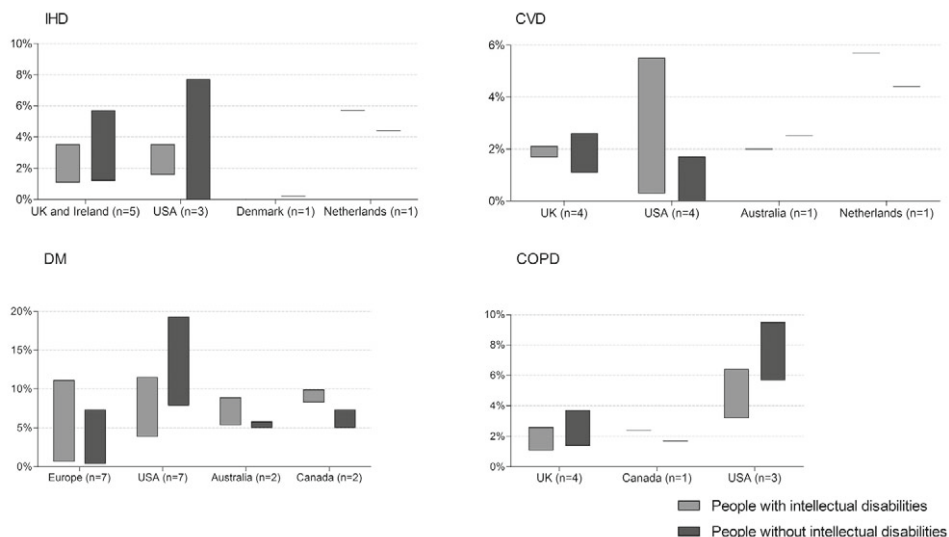 IHD
10%
8%
6%
4%
2%
0%
UK and Ireland (n=5) USA (n=3) Denmark (n=1) Netherlands (n=1)
CVD
6%
4%
2%
0%
UK (n=4) USA (n=4) Australia (n=1) Netherlands (n=1)
DM
20%
15%
10%
5%
0%
Europe (n=7) USA (n=7) Australia (n=2) Canada (n=2)
COPD
10%
8%
6%
4%
2%
0%
UK (n=4) Canada (n=1) USA (n=3)
People with intellectual disabilities
People without intellectual disabilities